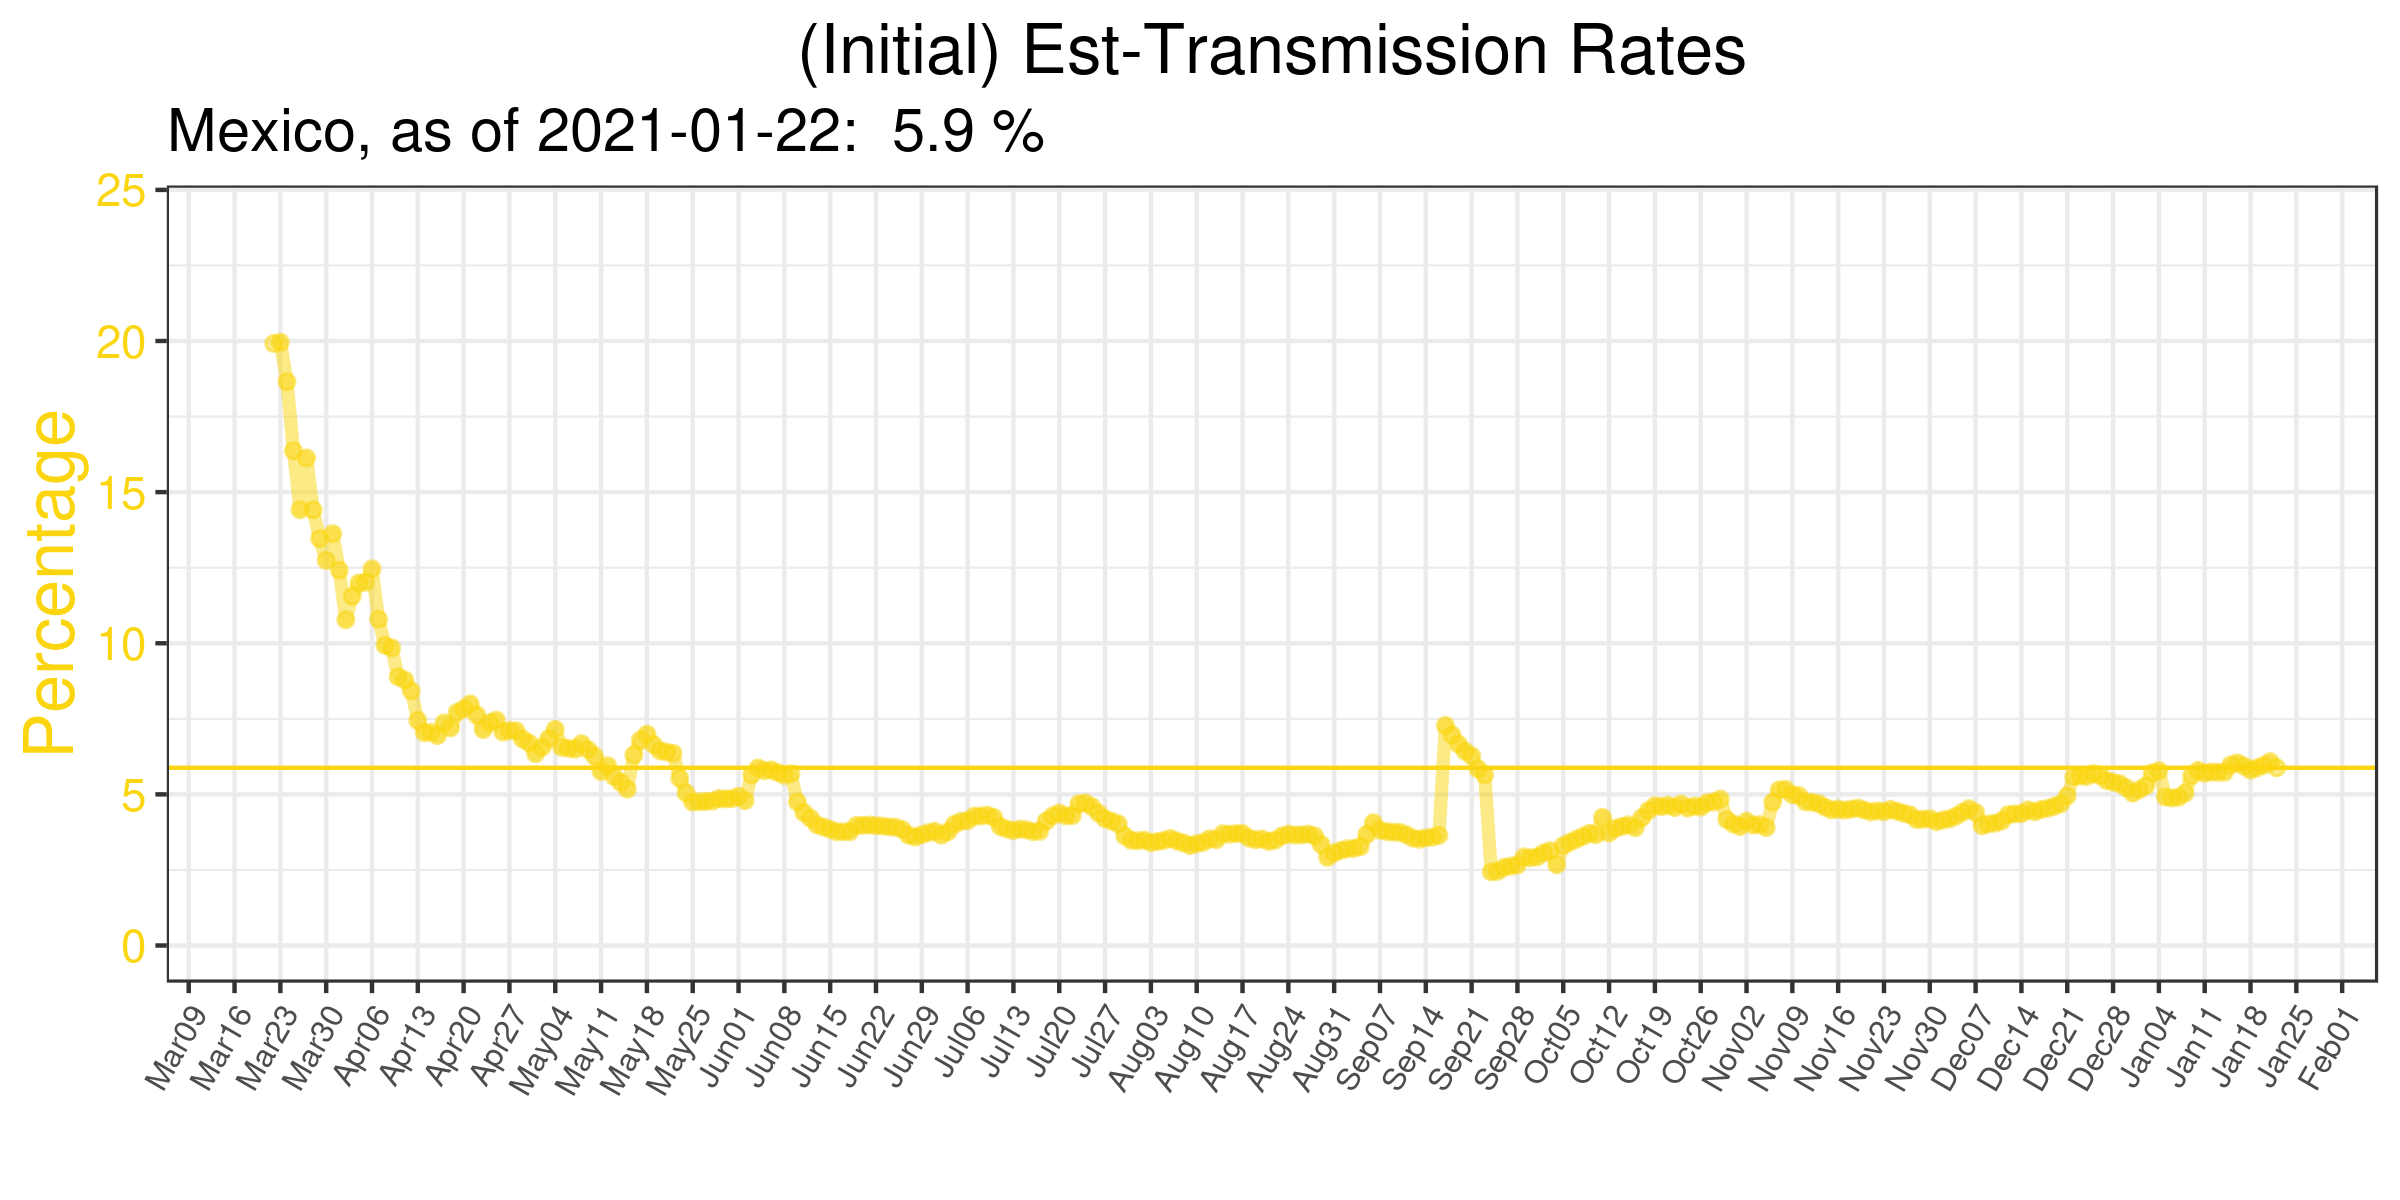 (Initial) Est-Transmission Rates
Mexico, as of 2021-01-22:  5.9 %
Percentage
25
20
15
10
5
0
Mar09 Mar16 Mar23 Mar30 Apr06 Apr13 Apr20 Apr27 May04 May11 May18 May25 Jun01 Jun08 Jun15 Jun22 Jun29 Jul06 Jul13 Jul20 Jul27 Aug03 Aug10 Aug17 Aug24 Aug31 Sep07 Sep14 Sep21 Sep28 Oct05 Oct12 Oct19 Oct26 Nov02 Nov09 Nov16 Nov23 Nov30 Dec07 Dec14 Dec21 Dec28 Jan04 Jan11 Jan18 Jan25 Feb01